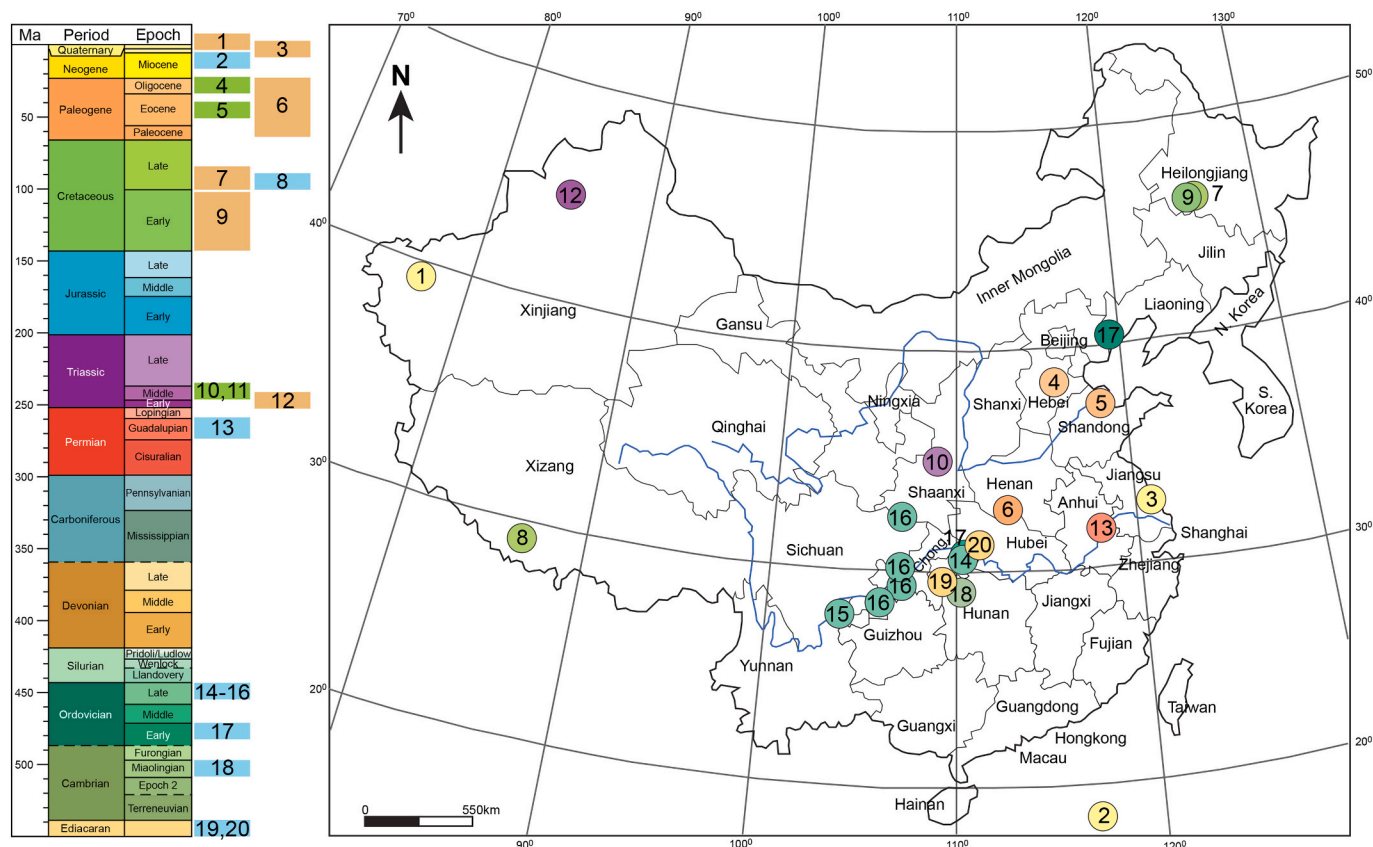 Ma Period Epoch
Quaternary
Neogene Miocene
Oligocene
Paleogene Eocene
Paleocene
Late
Cretaceous
Early
Late
Jurassic Middle
Early
Late
Triassic
Middle
Early
Lopingian
Permian Guadalupian
Cisuralian
Pennsylvanian
Carboniferous
Mississippian
Late
Devonian Middle
Early
Pridoli/Ludlow
Silurian Wenlock
Llandovery
Late
Ordovician Middle
Early
Furongian
Miaolingian
Cambrian Epoch 2
Terreneuvian
Ediacaran
50
100
150
200
250
300
350
400
450
500
1
3
2
4
5
6
7
8
9
10,11
12
13
14-16
17
18
19,20
70⁰ 80⁰ 90⁰ 100⁰ 110⁰ 120⁰ 130⁰
50⁰
40⁰
30⁰
20⁰
40⁰
30⁰
20⁰
90⁰ 100⁰ 110⁰ 120⁰
N
12
1
Xinjiang
Gansu
Inner Mongolia
Heilongjiang
9 7
Jilin
Liaoning
N. Korea
S.
Korea
17
Beijing
4
Hebei
5
Shanxi
Shandong
Ningxia
Qinghai
Xizang
10
Shaanxi
Henan
6
Jiangsu
3
Anhui
13
Shanghai
8
16
Sichuan
Chong
17
20
14
Hubei
Zhejiang
16
16
19
18
16
15
Hunan
Jiangxi
Guizhou
Fujian
Yunnan
Guangxi
Guangdong
Taiwan
Hongkong
Macau
Hainan
2
0 550km